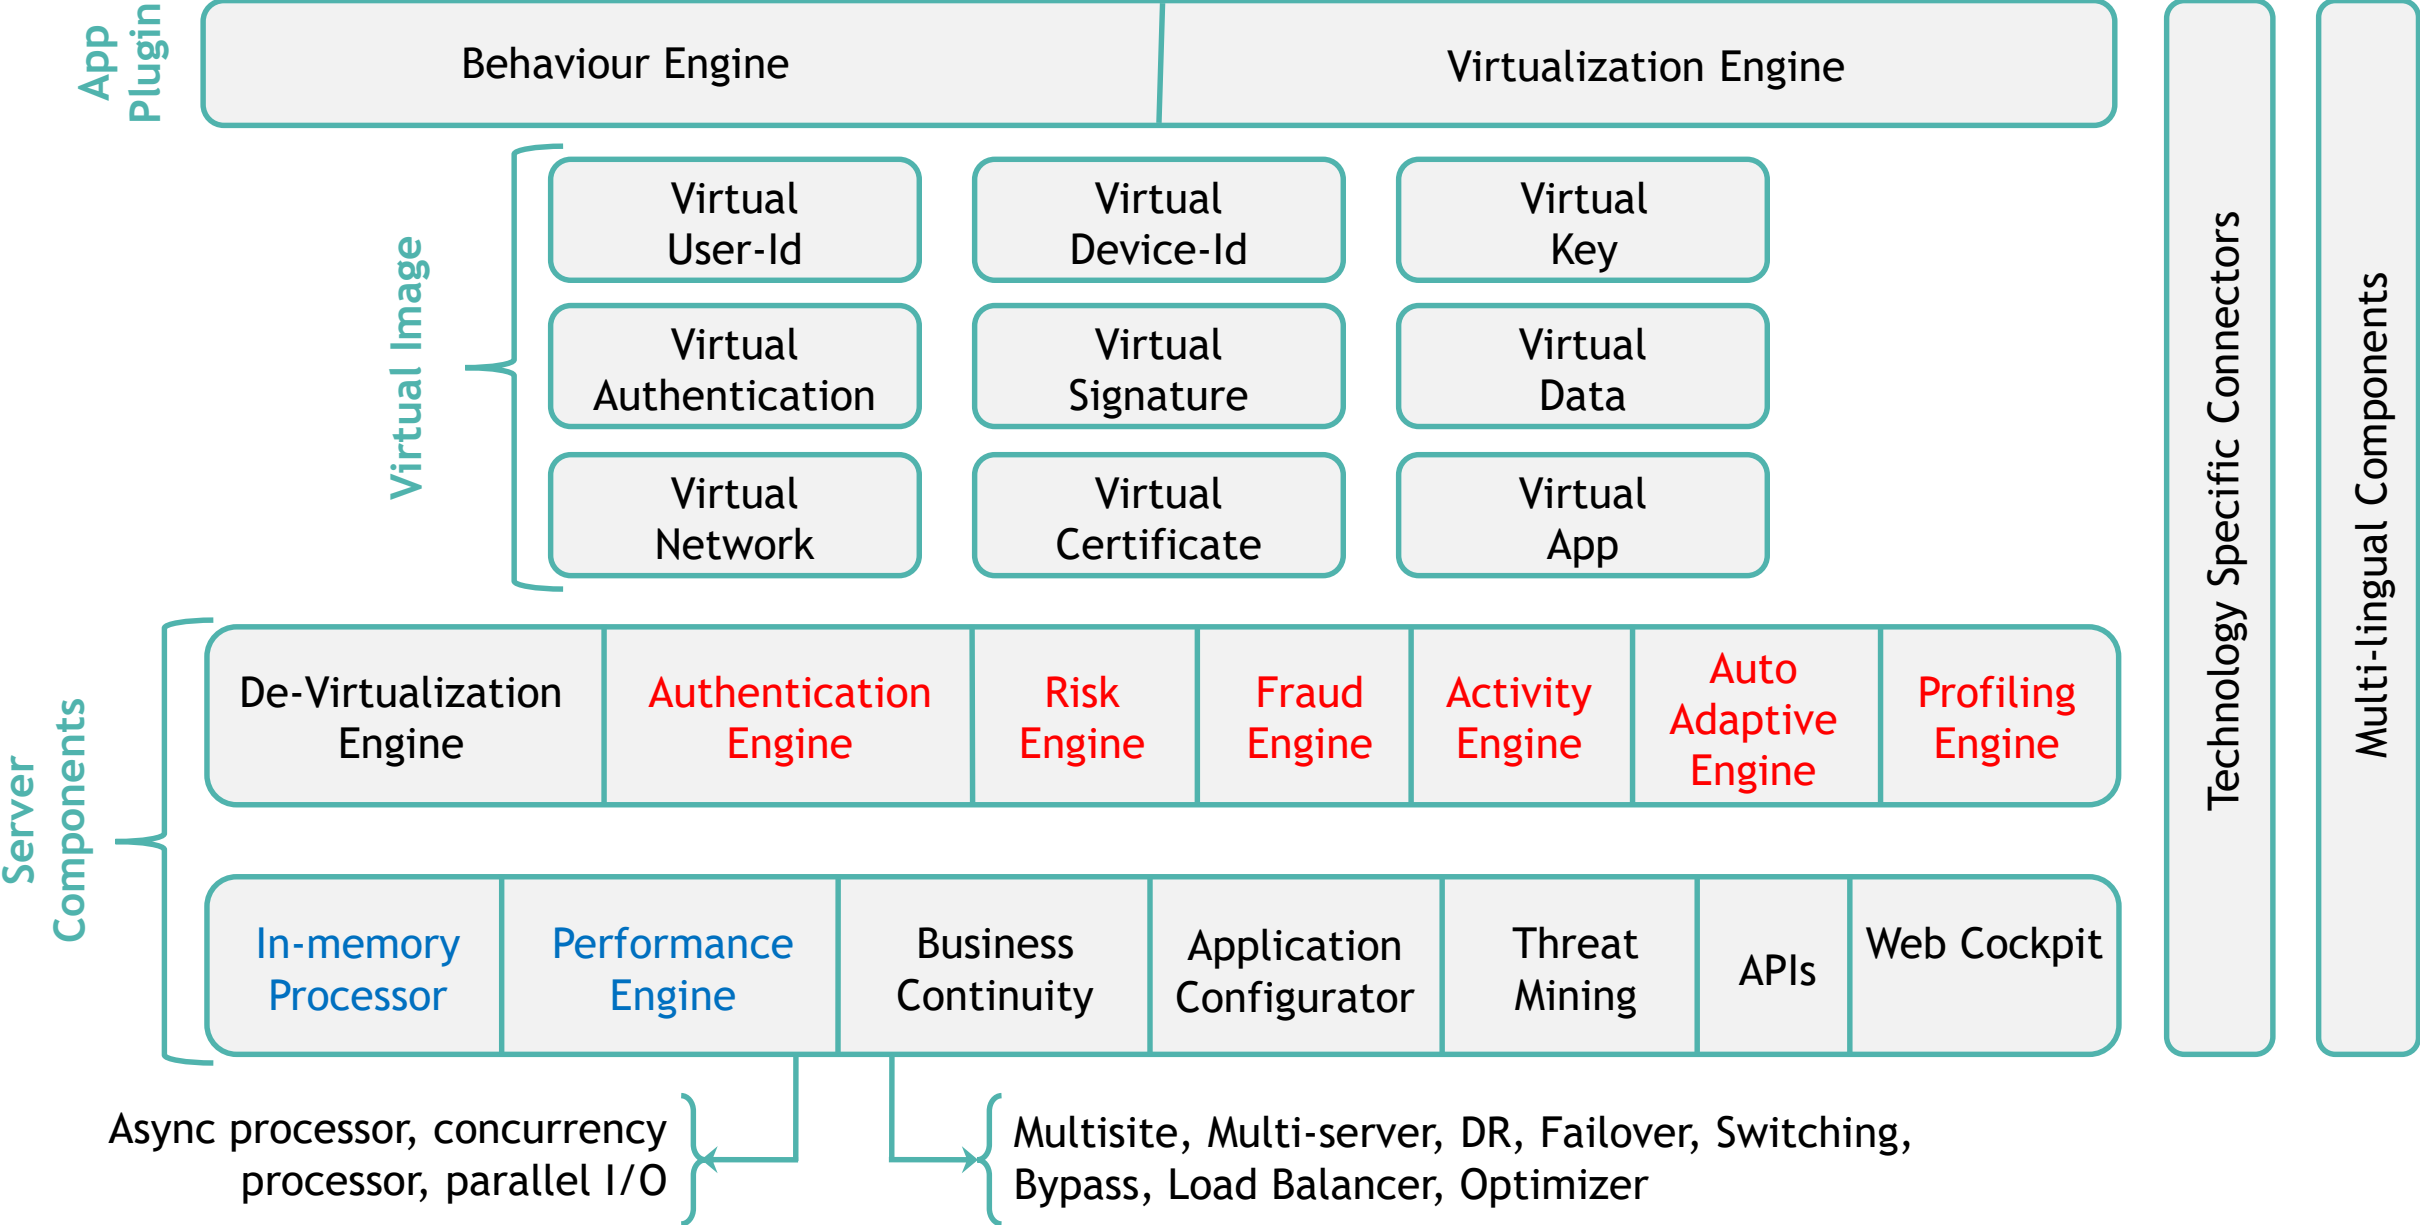 App
Plugin
Behaviour Engine
Virtualization Engine
Virtual Image
Virtual
User-Id
Virtual
Device-Id
Virtual
Key
Virtual
Authentication
Virtual
Signature
Virtual
Data
Virtual
Network
Virtual
Certificate
Virtual
App
Server
Components
De-Virtualization
Engine
Authentication
Engine
Risk
Engine
Fraud
Engine
Activity
Engine
Auto
Adaptive
Engine
Profiling
Engine
In-memory
Processor
Performance
Engine
Business
Continuity
Application
Configurator
Threat
Mining
APIs
Web Cockpit
Async processor, concurrency
processor, parallel I/O
Multisite, Multi-server, DR, Failover, Switching,
Bypass, Load Balancer, Optimizer
Technology Specific Connectors
Multi-lingual Components